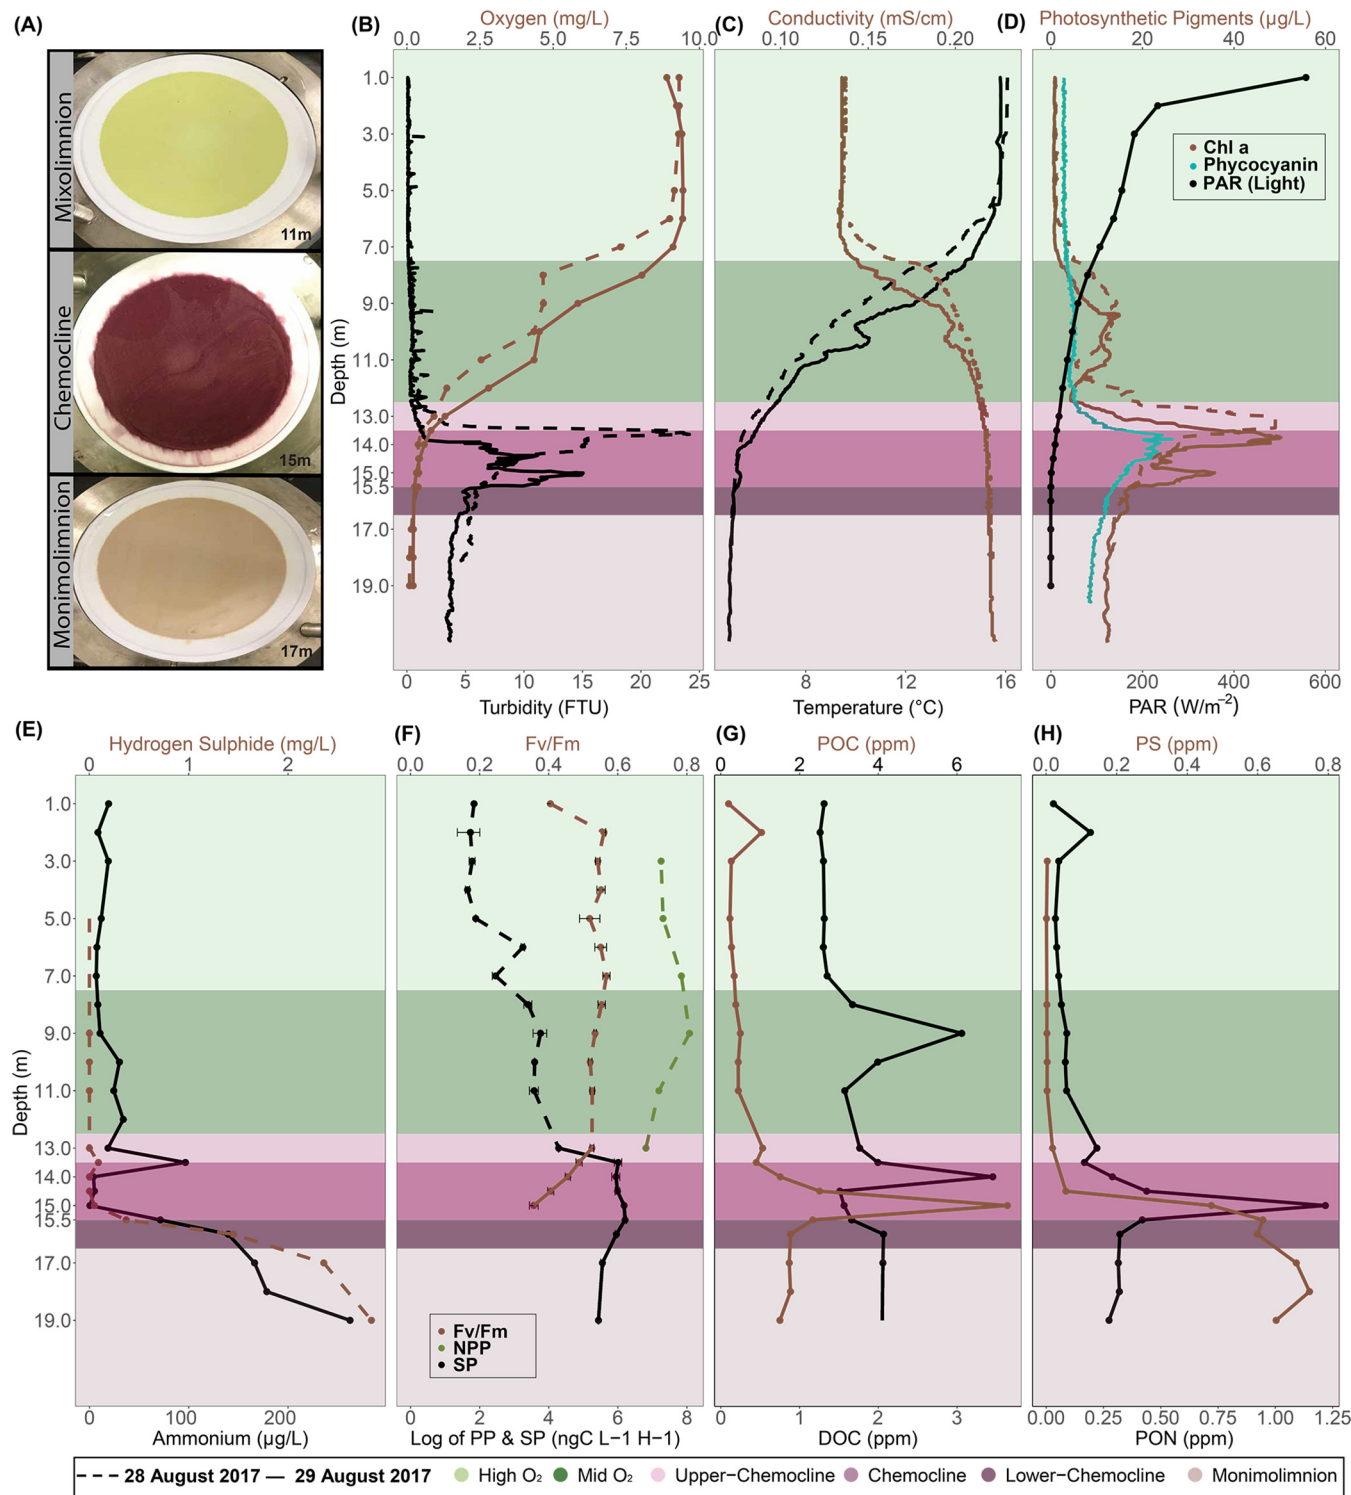 (A)
Mixolimnion
11m
Chemocline
15m
Monimolimnion
17m
(B)
Oxygen (mg/L)
0.0 2.5 5.0 7.5 10.0
Depth (m)
1.0
3.0
5.0
7.0
9.0
11.0
13.0
14.0
15.0
15.5
17.0
19.0
0 5 10 15 20 25
Turbidity (FTU)
(C)
Conductivity (mS/cm)
0.10 0.15 0.20
8 12 16
Temperature (°C)
(D)
Photosynthetic Pigments (µg/L)
0 20 40 60
Chl a
Phycocyanin
PAR (Light)
0 200 400 600
PAR (W/m⁻²)
(E)
Hydrogen Sulphide (mg/L)
0 1 2
Depth (m)
1.0
3.0
5.0
7.0
9.0
11.0
13.0
14.0
15.0
15.5
17.0
19.0
0 100 200 300
Ammonium (µg/L)
(F)
Fv/Fm
0.0 0.2 0.4 0.6 0.8
Fv/Fm
NPP
SP
0 2 4 6 8
Log of PP & SP (ngC L−1 H−1)
(G)
POC (ppm)
0 2 4 6
0 1 2 3
DOC (ppm)
(H)
PS (ppm)
0.0 0.2 0.4 0.6 0.8
0.00 0.25 0.50 0.75 1.00 1.25
PON (ppm)
28 August 2017 — 29 August 2017 High O₂ Mid O₂ Upper−Chemocline Chemocline Lower−Chemocline Monimolimnion